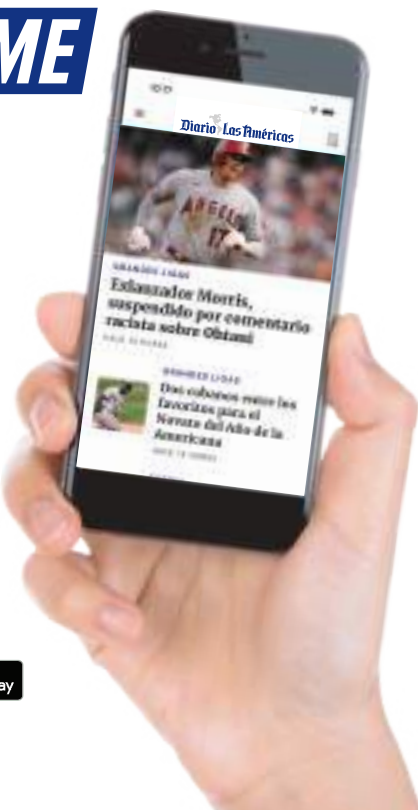 ME
Diario Las Américas
ANGELS
17
GRANDES LIGAS
Exlanzador Morris,
suspendido por comentario
racista sobre Ohtani
GRANDES LIGAS
Dos cubanos entre los
favoritos para el
Novato del Año de la
Americana
ay